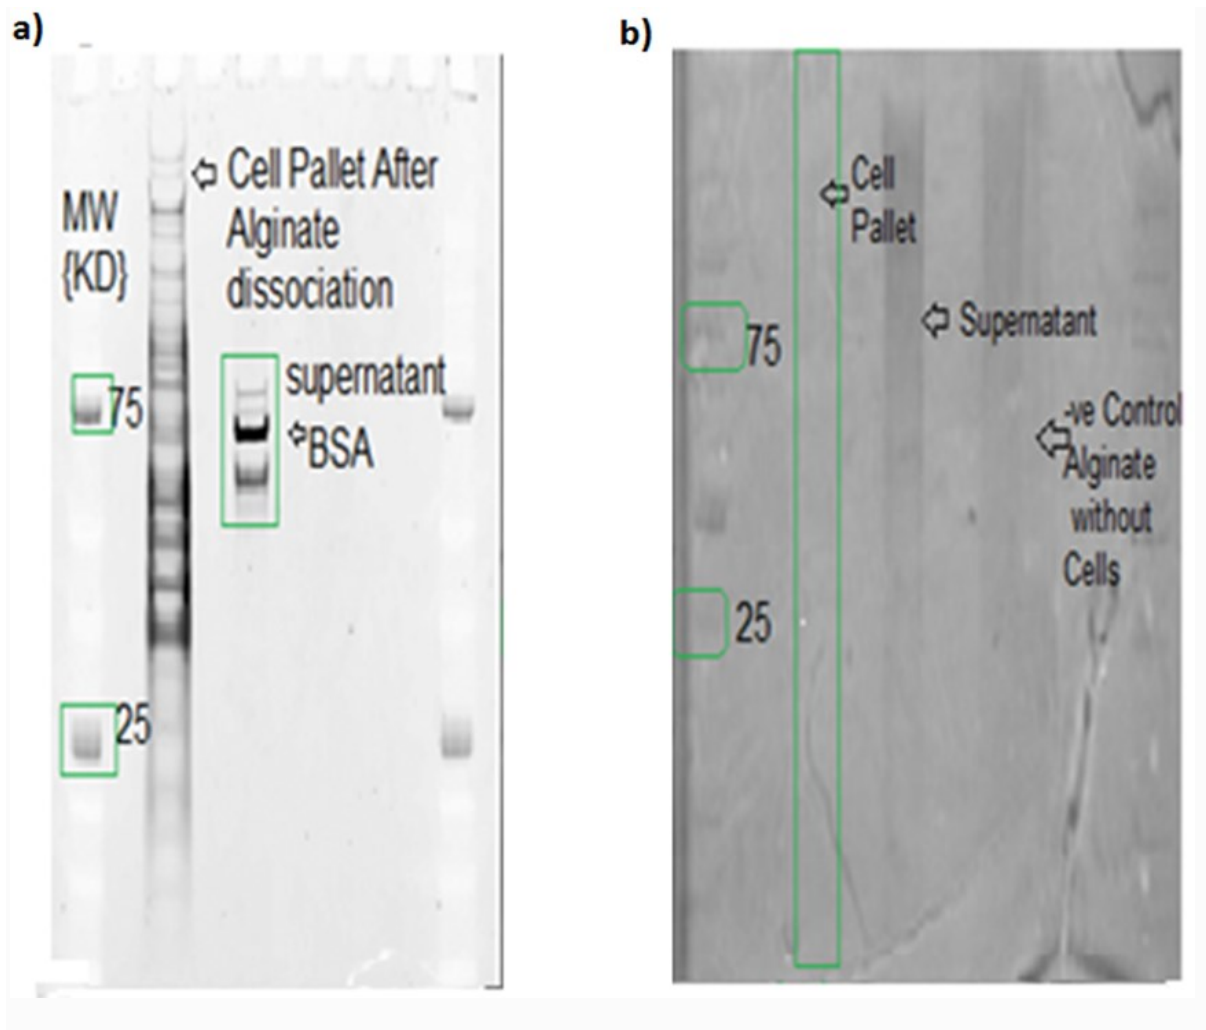 a)
Cell Pallet After
Alginate
dissociation
MW
{KD}
75
supernatant
BSA
25
b)
Cell
Pallet
75
Supernatant
-ve Control
Alginate
without
Cells
25